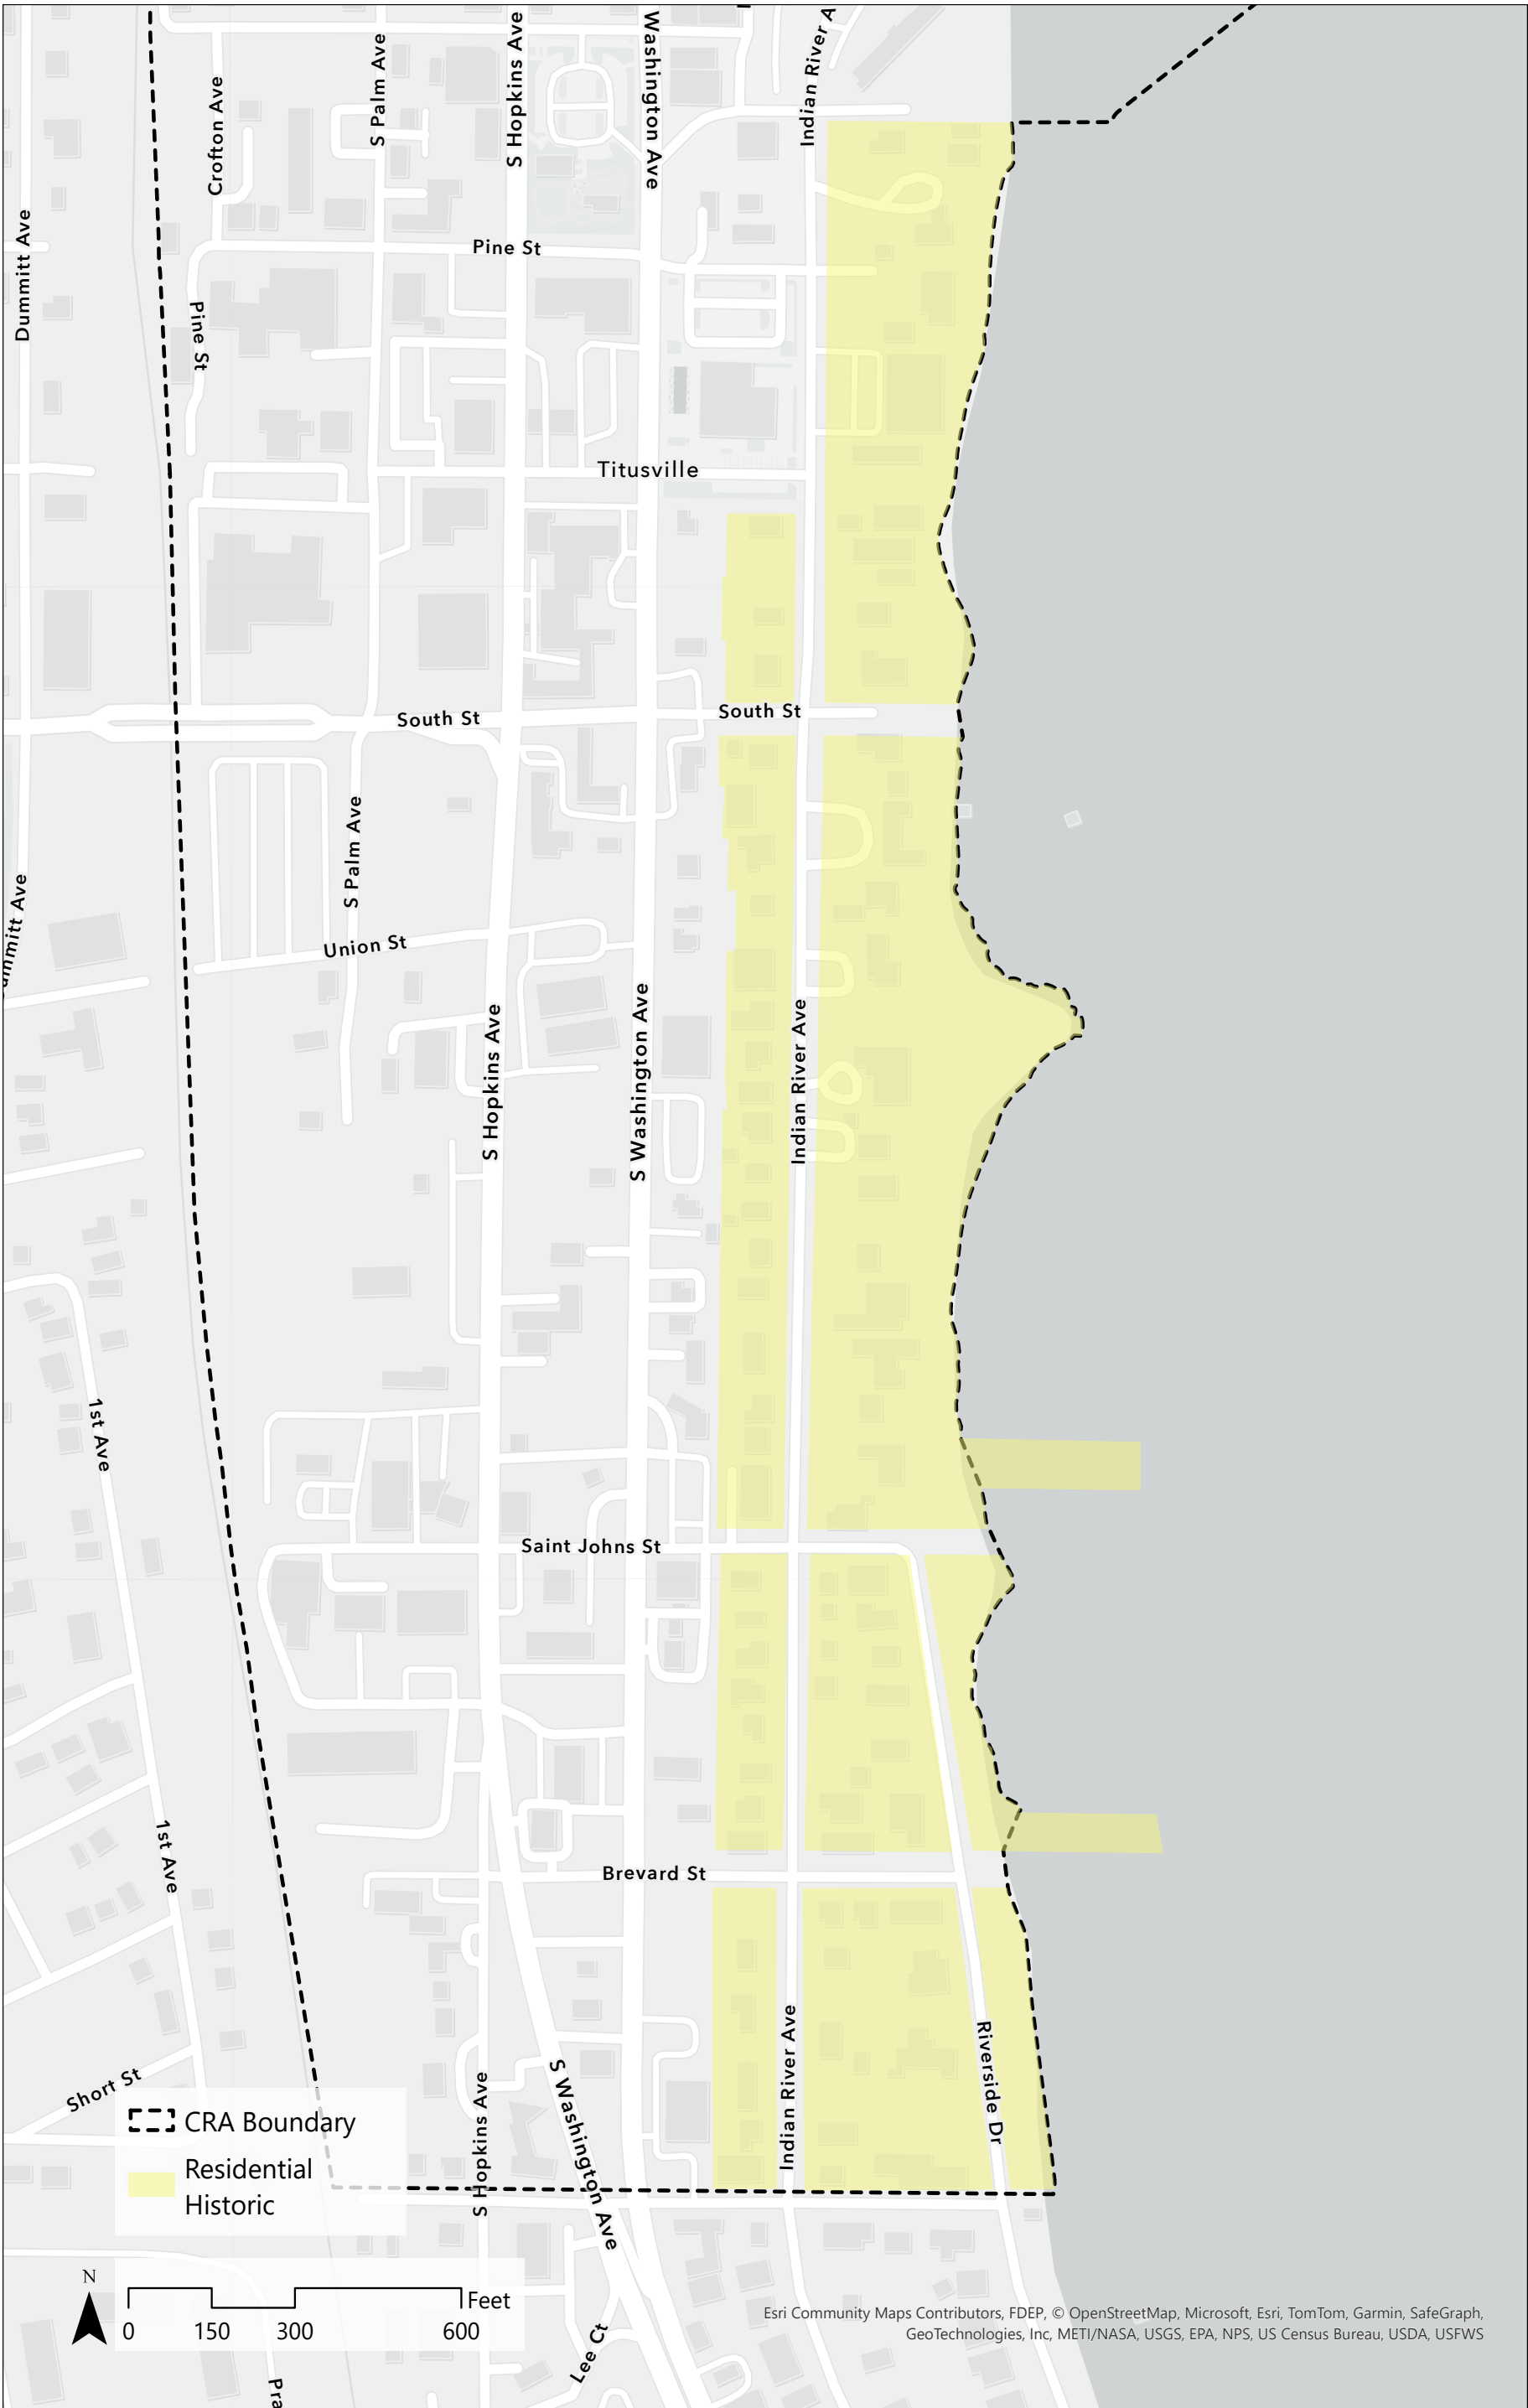 S Hopkins Ave
Washington Ave
Indian River A
S Palm Ave
Crofton Ave
Dummitt Ave
Pine St
Pine St
Titusville
South St
South St
S Palm Ave
Union St
S Hopkins Ave
S Washington Ave
Indian River Ave
1st Ave
Saint Johns St
1st Ave
Brevard St
Indian River Ave
Riverside Dr
Short St
S Hopkins Ave
S Washington Ave
CRA Boundary
Residential
Historic
N
Feet
0 150 300 600
Lee Ct
Pra
Esri Community Maps Contributors, FDEP, © OpenStreetMap, Microsoft, Esri, TomTom, Garmin, SafeGraph,
GeoTechnologies, Inc, METI/NASA, USGS, EPA, NPS, US Census Bureau, USDA, USFWS